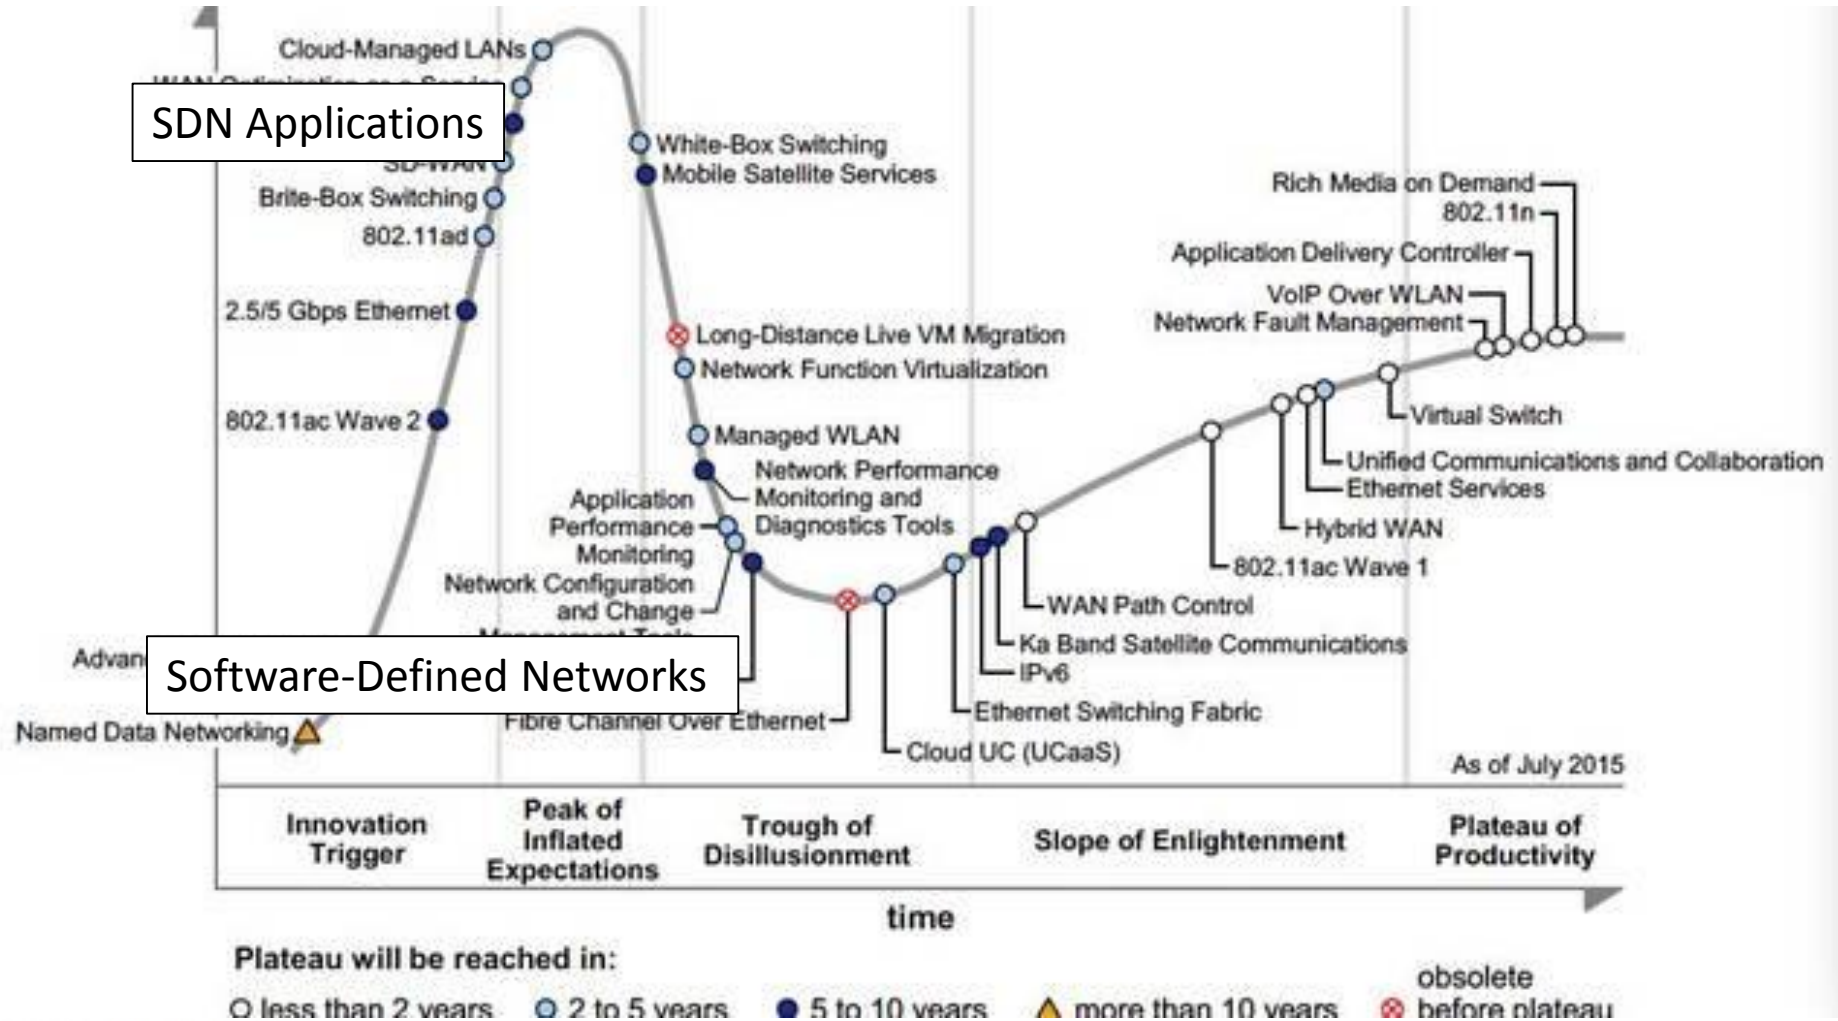 Cloud-Managed LANs
SDN Applications
SD-WAN
Brite-Box Switching
802.11ad
2.5/5 Gbps Ethernet
802.11ac Wave 2
Named Data Networking
White-Box Switching
Mobile Satellite Services
Long-Distance Live VM Migration
Network Function Virtualization
Managed WLAN
Network Performance
Monitoring and
Diagnostics Tools
Application
Performance
Monitoring
Network Configuration
and Change
Management Tools
Software-Defined Networks
Fibre Channel Over Ethernet
Cloud UC (UCaaS)
Ethernet Switching Fabric
IPv6
Ka Band Satellite Communications
WAN Path Control
802.11ac Wave 1
Hybrid WAN
Ethernet Services
Unified Communications and Collaboration
Virtual Switch
Network Fault Management
VoIP Over WLAN
Application Delivery Controller
802.11n
Rich Media on Demand
As of July 2015
Innovation
Trigger
Peak of
Inflated
Expectations
Trough of
Disillusionment
Slope of Enlightenment
Plateau of
Productivity
time
Plateau will be reached in:
less than 2 years
2 to 5 years
5 to 10 years
more than 10 years
obsolete
before plateau